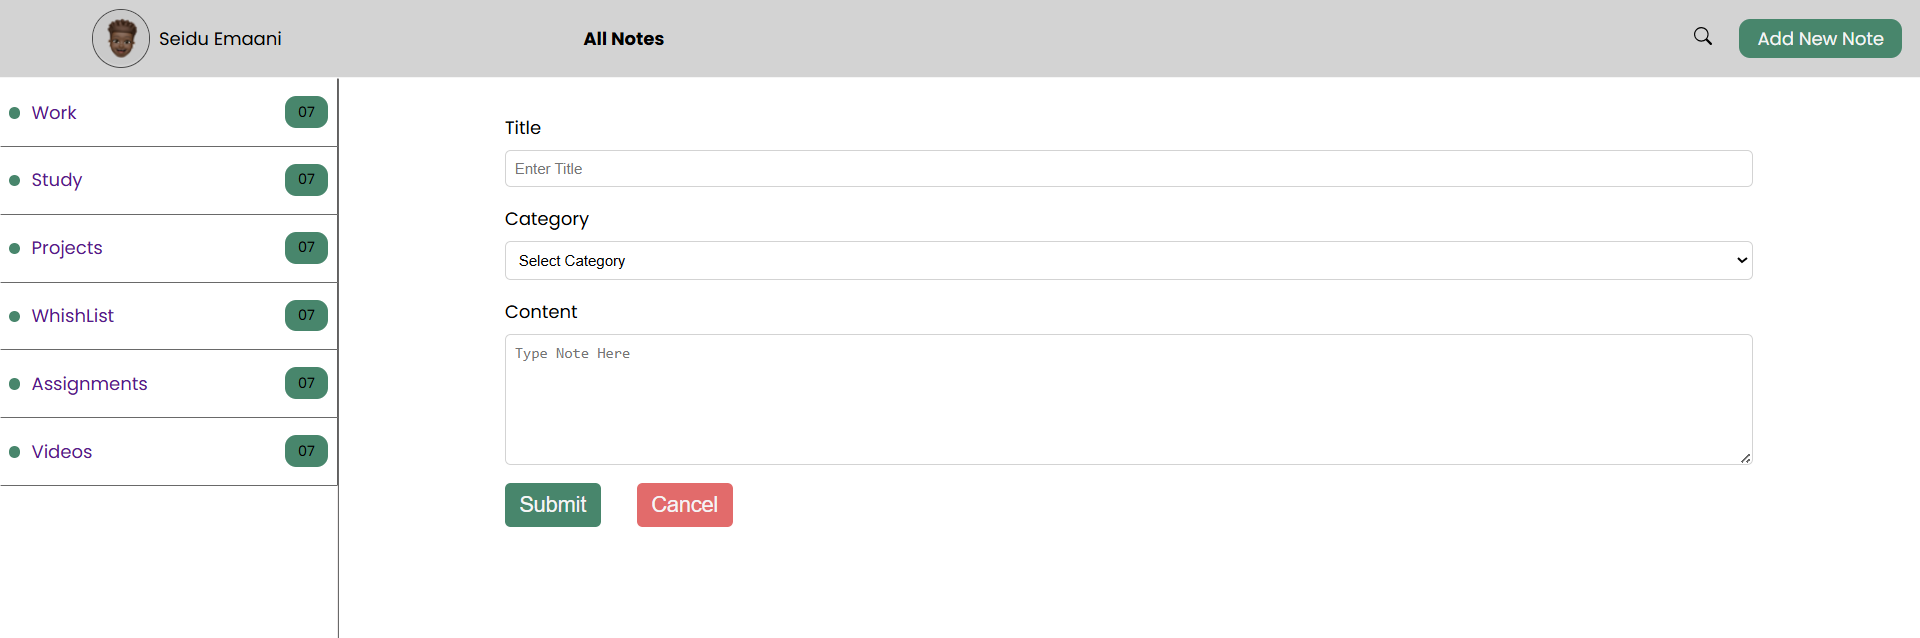 Seidu Emaani
All Notes
Add New Note
Work 07
Study 07
Projects 07
WhishList 07
Assignments 07
Videos 07
Title
Enter Title
Category
Select Category
Content
Type Note Here
Submit Cancel